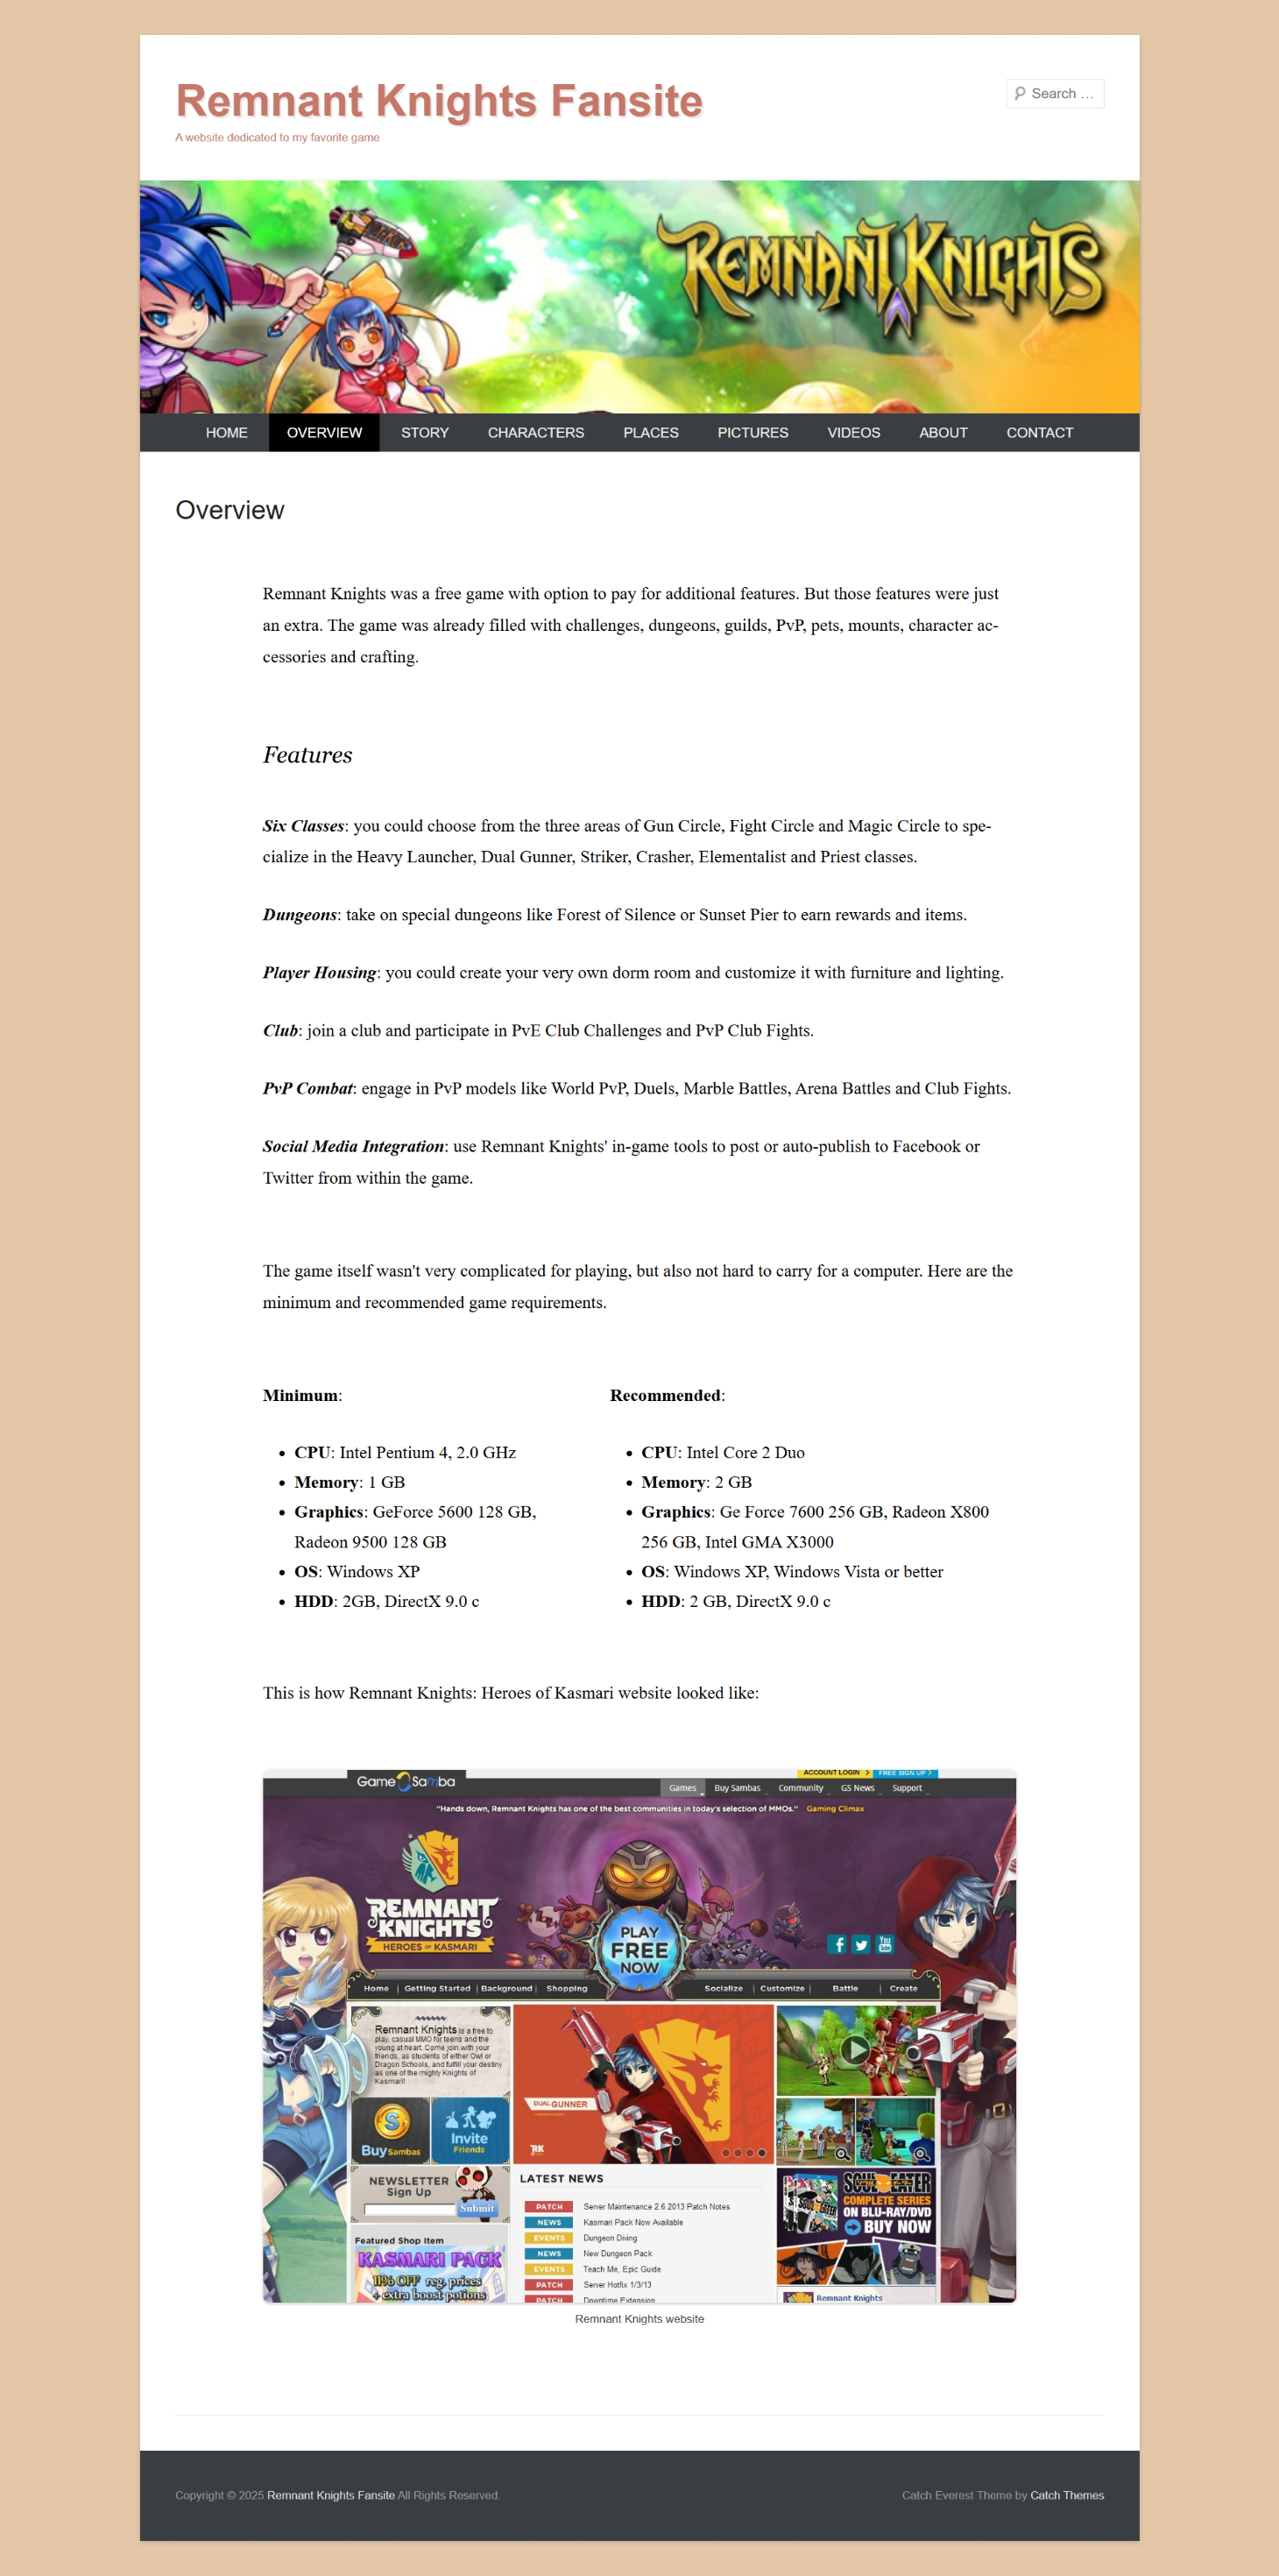 Remnant Knights Fansite
A website dedicated to my favorite game
Search …
REMNANT KNIGHTS
HOME OVERVIEW STORY CHARACTERS PLACES PICTURES VIDEOS ABOUT CONTACT
Overview
Remnant Knights was a free game with option to pay for additional features. But those features were just
an extra. The game was already filled with challenges, dungeons, guilds, PvP, pets, mounts, character ac-
cessories and crafting.
Features
Six Classes: you could choose from the three areas of Gun Circle, Fight Circle and Magic Circle to spe-
cialize in the Heavy Launcher, Dual Gunner, Striker, Crasher, Elementalist and Priest classes.
Dungeons: take on special dungeons like Forest of Silence or Sunset Pier to earn rewards and items.
Player Housing: you could create your very own dorm room and customize it with furniture and lighting.
Club: join a club and participate in PvE Club Challenges and PvP Club Fights.
PvP Combat: engage in PvP models like World PvP, Duels, Marble Battles, Arena Battles and Club Fights.
Social Media Integration: use Remnant Knights' in-game tools to post or auto-publish to Facebook or
Twitter from within the game.
The game itself wasn't very complicated for playing, but also not hard to carry for a computer. Here are the
minimum and recommended game requirements.
Minimum:
• CPU: Intel Pentium 4, 2.0 GHz
• Memory: 1 GB
• Graphics: GeForce 5600 128 GB,
Radeon 9500 128 GB
• OS: Windows XP
• HDD: 2GB, DirectX 9.0 c
Recommended:
• CPU: Intel Core 2 Duo
• Memory: 2 GB
• Graphics: Ge Force 7600 256 GB, Radeon X800
256 GB, Intel GMA X3000
• OS: Windows XP, Windows Vista or better
• HDD: 2 GB, DirectX 9.0 c
This is how Remnant Knights: Heroes of Kasmari website looked like:
ACCOUNT LOGIN > FREE SIGN UP >
Game Samba
Games Buy Sambas Community GS News Support
"Hands down, Remnant Knights has one of the best communities in today's selection of MMOs." Gaming Climax
REMNANT
KNIGHTS
HEROES OF KASMARI
PLAY
FREE
NOW
f
You
Tube
Home | Getting Started | Background | Shopping
Socialize | Customize | Battle | Create
Remnant Knights is a free to
play, casual MMO for teens and the
young at heart. Come join with your
friends, as students of either Owl or
Dragon Schools, and fulfill your destiny
as one of the mighty Knights of
Kasmari!
S
Buy Sambas
Invite
Friends
NEWSLETTER
Sign Up
Submit
Featured Shop Item
KASMARI PACK
11% OFF reg. prices
+ extra boost potions
DUAL GUNNER
RK
LATEST NEWS
PATCH Server Maintenance 2.6.2013 Patch Notes
NEWS Kasmari Pack Now Available
EVENTS Dungeon Diving
NEWS New Dungeon Pack
EVENTS Teach Me, Epic Guide
PATCH Server Hotfix 1/3/13
PATCH Downtime Extension
SOUL EATER
COMPLETE SERIES
ON BLU-RAY/DVD
BUY NOW
Remnant Knights
Remnant Knights website
Copyright © 2025 Remnant Knights Fansite All Rights Reserved.
Catch Everest Theme by Catch Themes